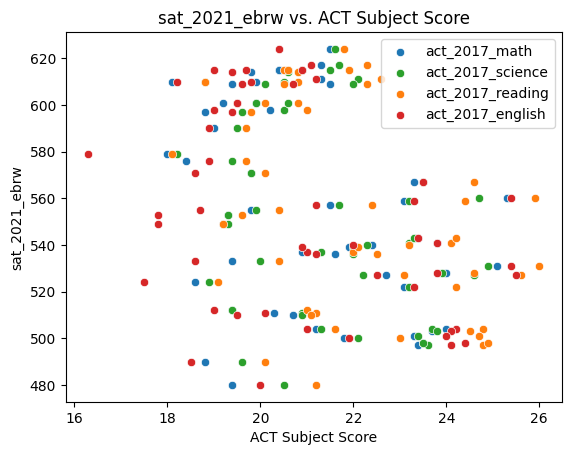 sat_2021_ebrw vs. ACT Subject Score
act_2017_math
act_2017_science
act_2017_reading
act_2017_english
sat_2021_ebrw
620
600
580
560
540
520
500
480
16 18 20 22 24 26
ACT Subject Score